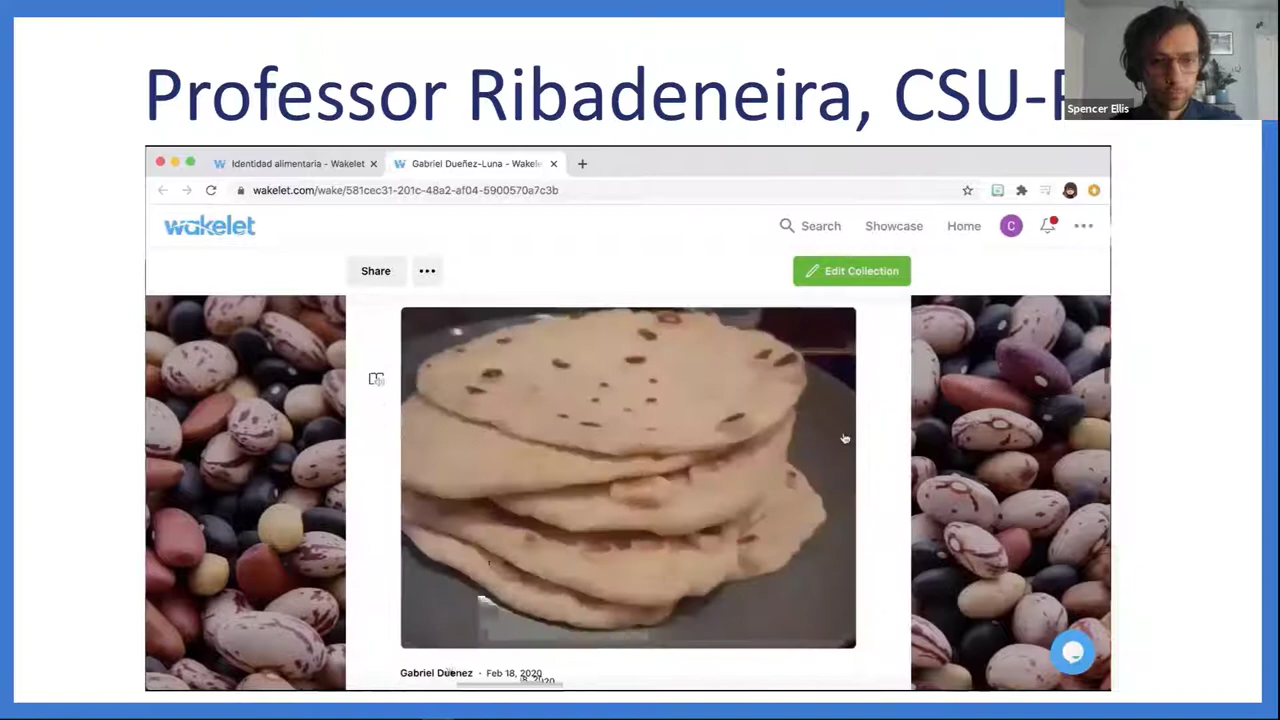 Professor Ribadeneira, CSU-
Spencer Ellis
Identidad alimentaria - Wakelet
Gabriel Dueñez-Luna - Wakele
wakelet.com/wake/581cec31-201c-48a2-af04-5900570a7c3b
wakelet
Search
Showcase
Home
C
Share
Edit Collection
Gabriel Duenez · Feb 18, 2020